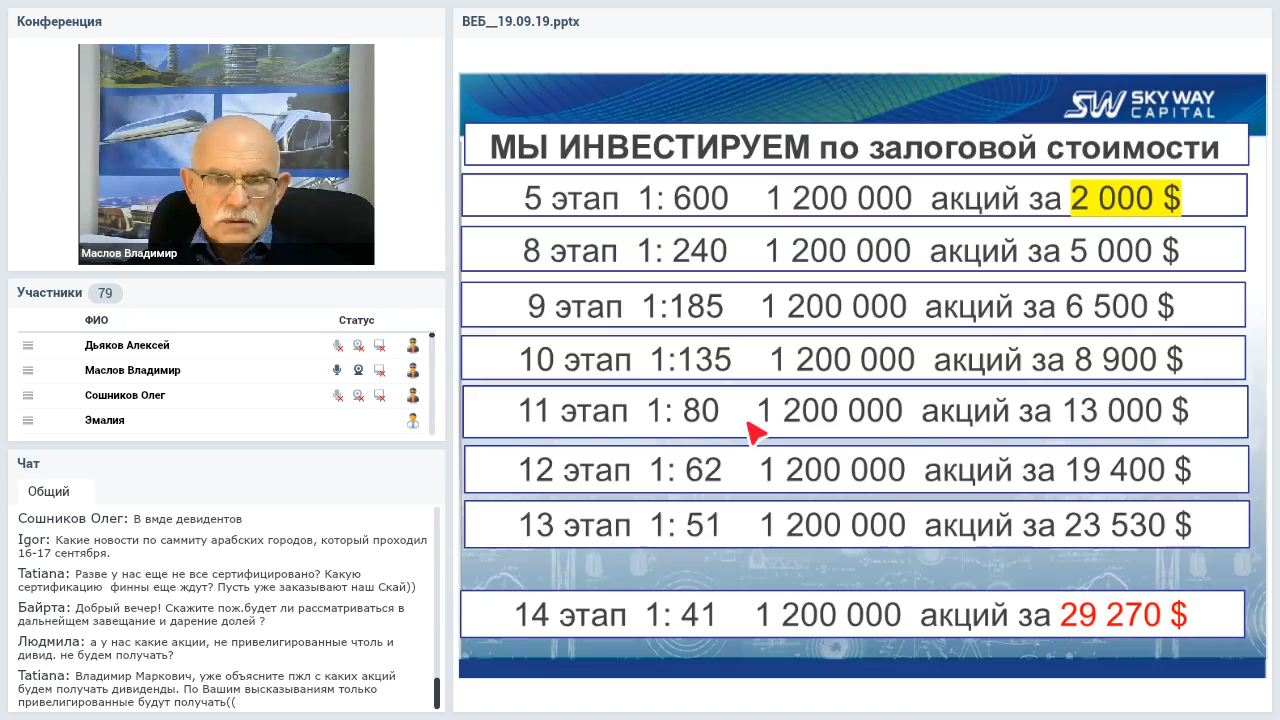 Конференция
Маслов Владимир
Участники 79
ФИО Статус
Дьяков Алексей
Маслов Владимир
Сошников Олег
Эмалия
Чат
Общий
Сошников Олег: В вмде девидентов
Igor: Какие новости по саммиту арабских городов, который проходил
16-17 сентября.
Tatiana: Разве у нас еще не все сертифицировано? Какую
сертификацию финны еще ждут? Пусть уже заказывают наш Скай))
Байрта: Добрый вечер! Скажите пож.будет ли рассматриваться в
дальнейшем завещание и дарение долей ?
Людмила: а у нас какие акции, не привелигированные чтоль и
дивид. не будем получать?
Tatiana: Владимир Маркович, уже объясните пжл с каких акций
будем получать дивиденды. По Вашим высказываниям только
привелигированные будут получать((
ВЕБ__19.09.19.pptx
SW SKY WAY
CAPITAL
МЫ ИНВЕСТИРУЕМ по залоговой стоимости
5 этап 1: 600 1 200 000 акций за 2 000 $
8 этап 1: 240 1 200 000 акций за 5 000 $
9 этап 1:185 1 200 000 акций за 6 500 $
10 этап 1:135 1 200 000 акций за 8 900 $
11 этап 1: 80 1 200 000 акций за 13 000 $
12 этап 1: 62 1 200 000 акций за 19 400 $
13 этап 1: 51 1 200 000 акций за 23 530 $
14 этап 1: 41 1 200 000 акций за 29 270 $